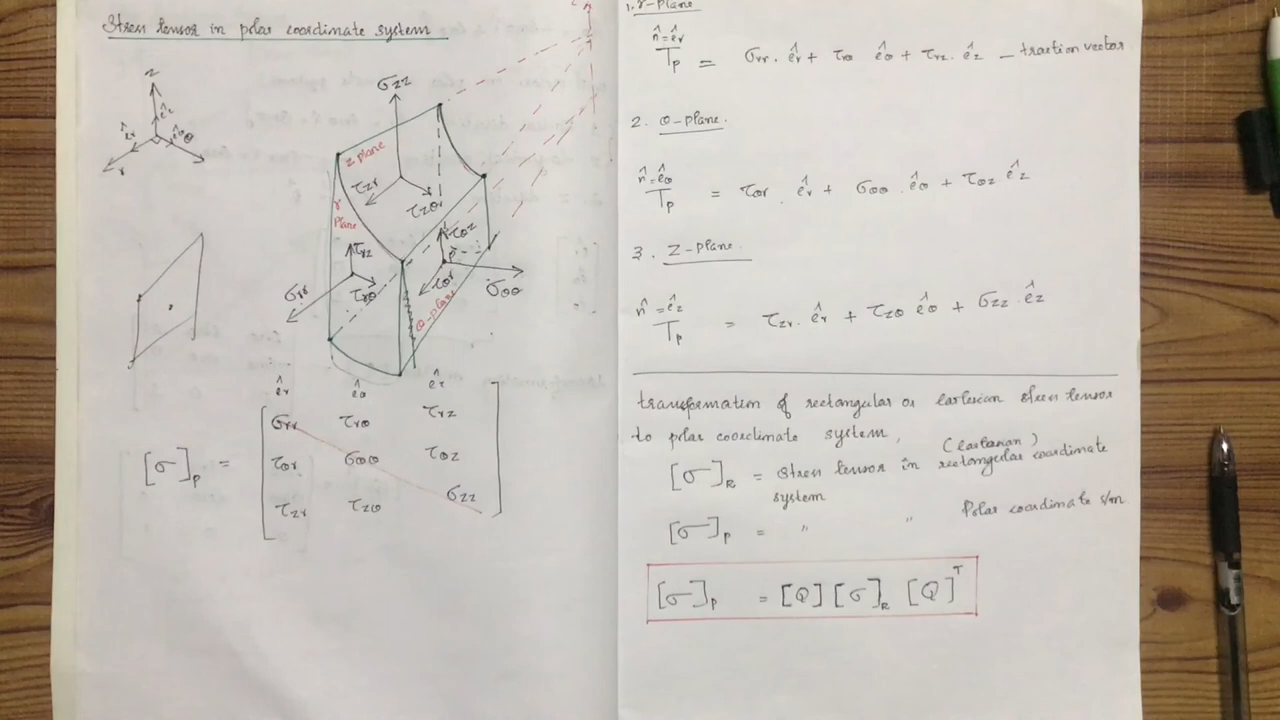 Stress tensor in polar coordinate system
z
êz
êr
êθ
θ
r
σzz
z plane
τzr
τzθ
r plane
τrz
τrθ
σrr
τθz
P
τθr
σθθ
θ-plane
êr êθ êz
[σ]p = [ σrr τrθ τrz
τθr σθθ τθz
τzr τzθ σzz ]
1. r-plane
n̂=êr
Tp = σrr . êr + τrθ êθ + τrz . êz — traction vector
2. θ-plane.
n̂=êθ
Tp = τθr . êr + σθθ . êθ + τθz . êz
3. Z-plane.
n̂=êz
Tp = τzr . êr + τzθ êθ + σzz . êz
transformation of rectangular or cartesian stress tensor
to polar coordinate system,
[σ]R = Stress tensor in rectangular coordinate (cartesian)
system
[σ]p = " " Polar coordinate s/m
[σ]p = [Q] [σ]R [Q]T